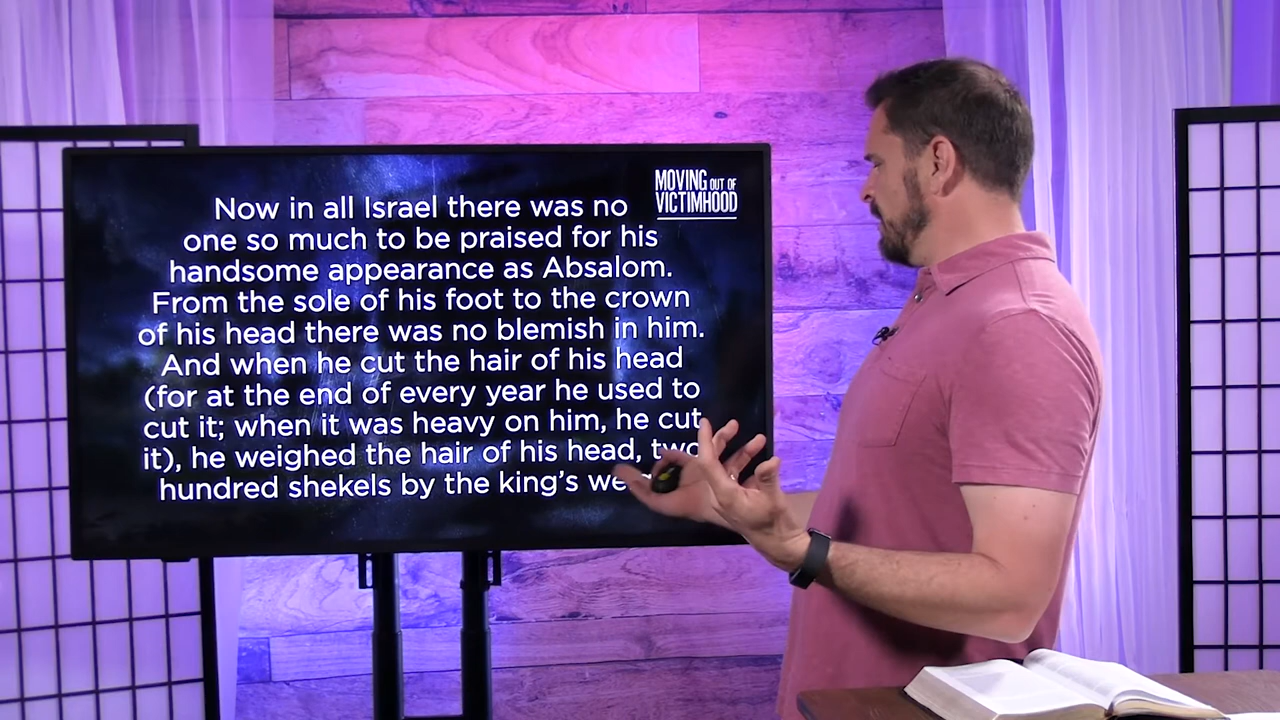 MOVING OUT OF
VICTIMHOOD
Now in all Israel there was no
one so much to be praised for his
handsome appearance as Absalom.
From the sole of his foot to the crown
of his head there was no blemish in him.
And when he cut the hair of his head
(for at the end of every year he used to
cut it; when it was heavy on him, he cut
it), he weighed the hair of his head, two
hundred shekels by the king's